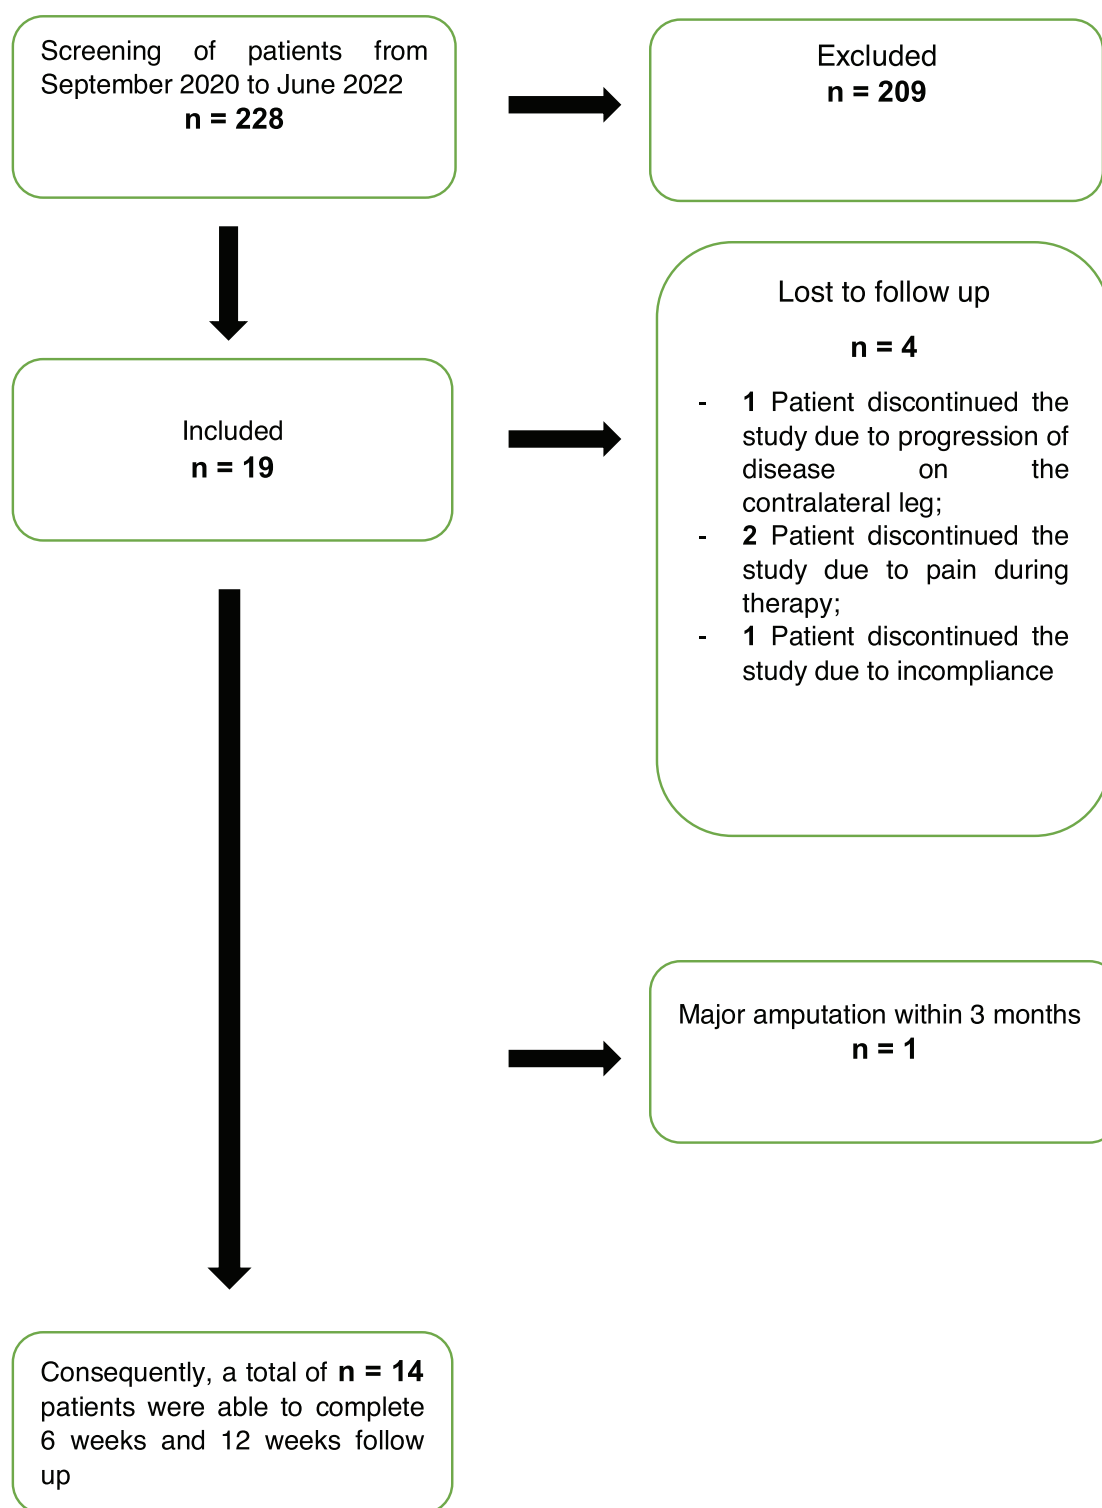 Screening of patients from
September 2020 to June 2022
n = 228
Excluded
n = 209
Included
n = 19
Lost to follow up
n = 4
- 1 Patient discontinued the
study due to progression of
disease on the
contralateral leg;
- 2 Patient discontinued the
study due to pain during
therapy;
- 1 Patient discontinued the
study due to incompliance
Major amputation within 3 months
n = 1
Consequently, a total of n = 14
patients were able to complete
6 weeks and 12 weeks follow
up